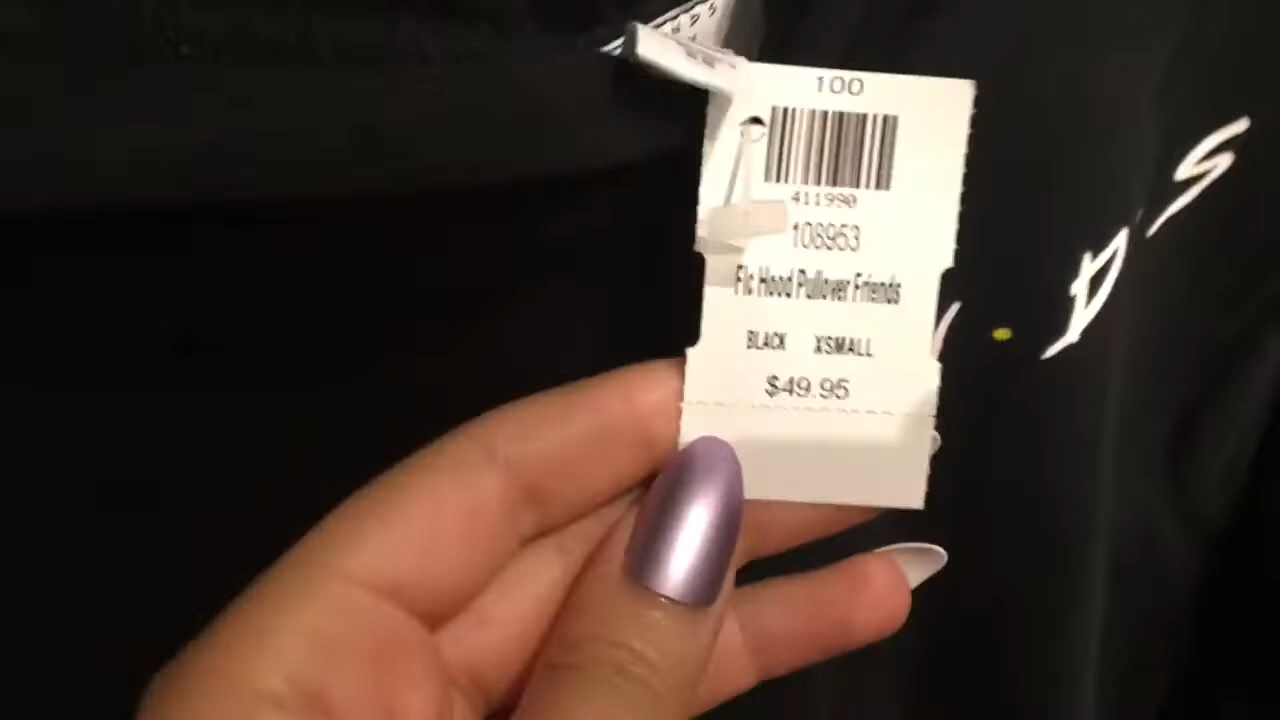 100
411990
108953
Flc Hood Pullover Friends
BLACK XSMALL
$49.95
D·S